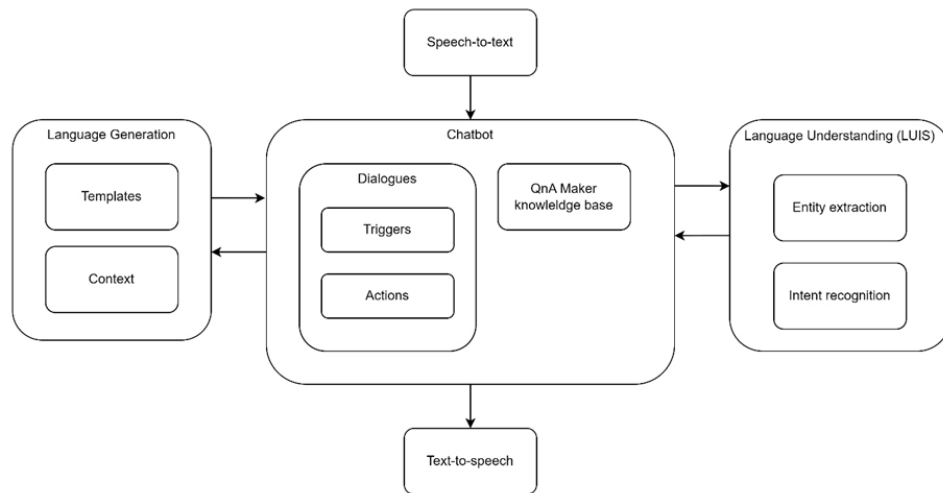 Speech-to-text
Language Generation
Templates
Context
Chatbot
Dialogues
Triggers
Actions
QnA Maker
knowleldge base
Language Understanding (LUIS)
Entity extraction
Intent recognition
Text-to-speech